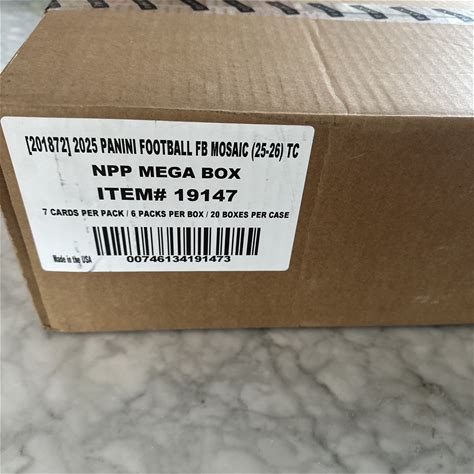 [201872] 2025 PANINI FOOTBALL FB MOSAIC (25-26) TC
NPP MEGA BOX
ITEM# 19147
7 CARDS PER PACK / 6 PACKS PER BOX / 20 BOXES PER CASE
Made in the USA
00746134191473